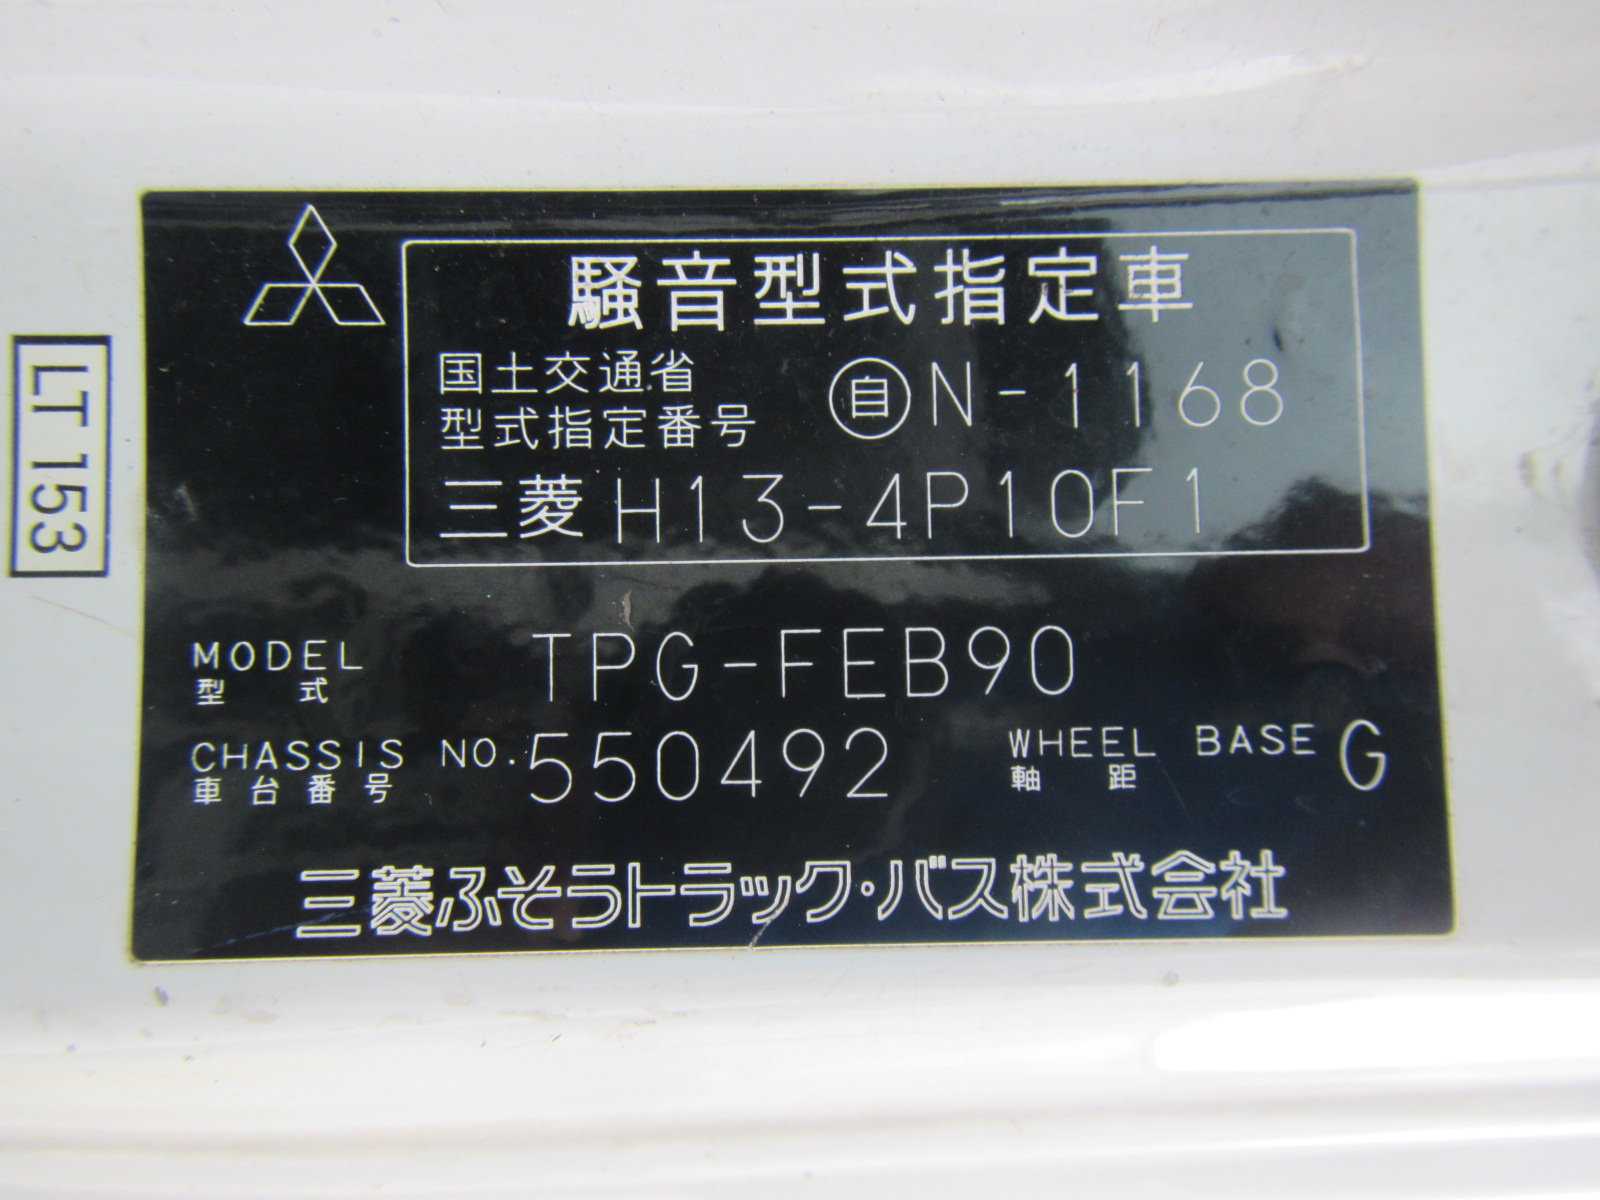 LT 153
騒音型式指定車
国土交通省
型式指定番号 自 N-1168
三菱 H13-4P10F1
MODEL TPG-FEB90
型式
CHASSIS NO. 550492 WHEEL BASE G
車台番号 軸距
三菱ふそうトラック・バス株式会社